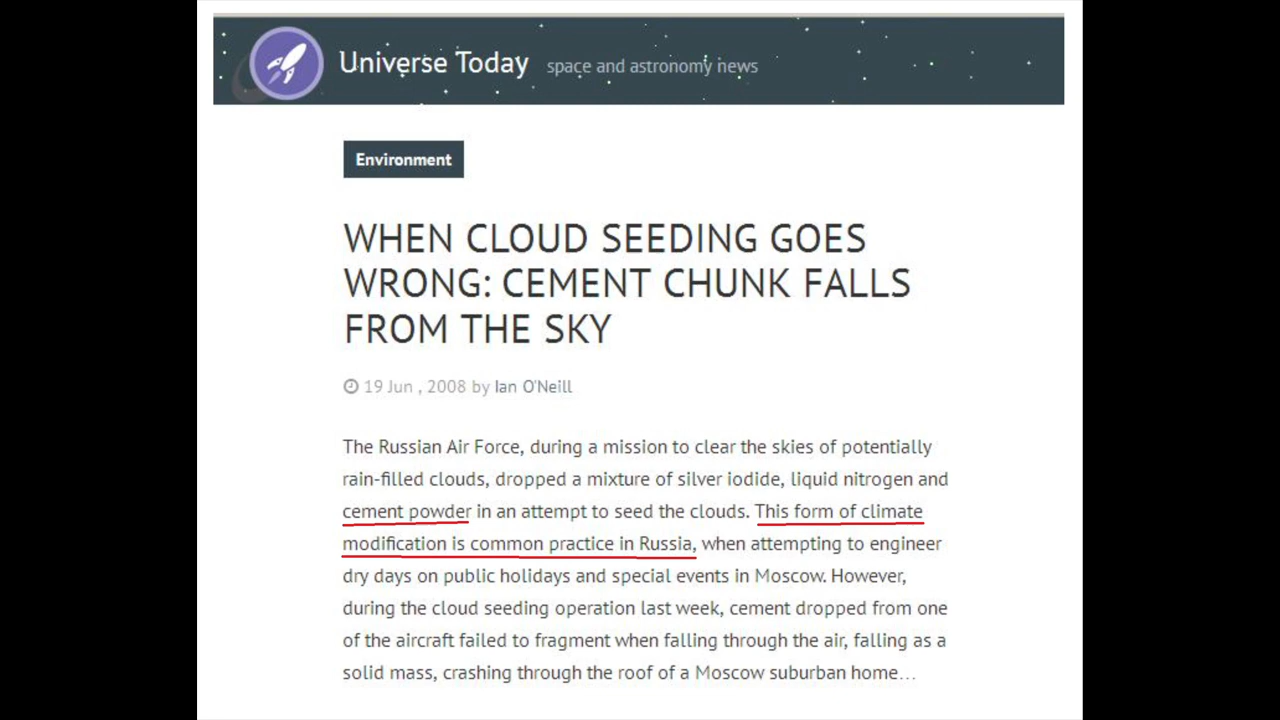 Universe Today space and astronomy news
Environment
WHEN CLOUD SEEDING GOES
WRONG: CEMENT CHUNK FALLS
FROM THE SKY
19 Jun , 2008 by Ian O'Neill
The Russian Air Force, during a mission to clear the skies of potentially
rain-filled clouds, dropped a mixture of silver iodide, liquid nitrogen and
cement powder in an attempt to seed the clouds. This form of climate
modification is common practice in Russia, when attempting to engineer
dry days on public holidays and special events in Moscow. However,
during the cloud seeding operation last week, cement dropped from one
of the aircraft failed to fragment when falling through the air, falling as a
solid mass, crashing through the roof of a Moscow suburban home…